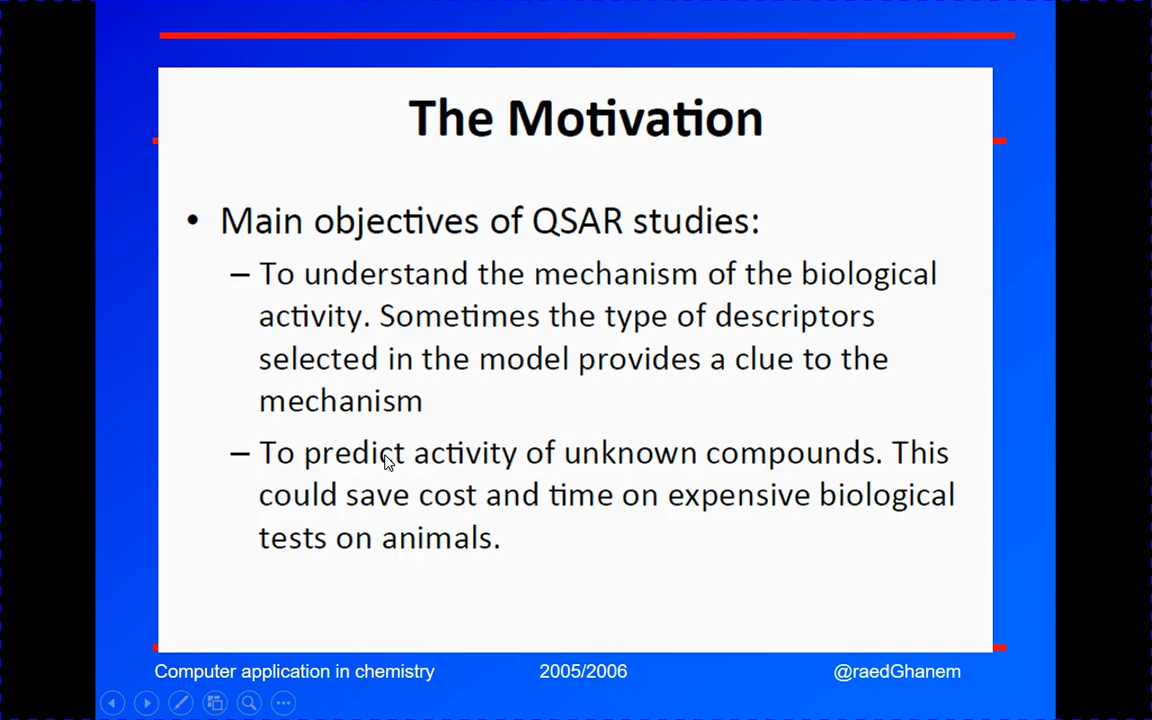 The Motivation
• Main objectives of QSAR studies:
– To understand the mechanism of the biological
activity. Sometimes the type of descriptors
selected in the model provides a clue to the
mechanism
– To predict activity of unknown compounds. This
could save cost and time on expensive biological
tests on animals.
Computer application in chemistry 2005/2006 @raedGhanem